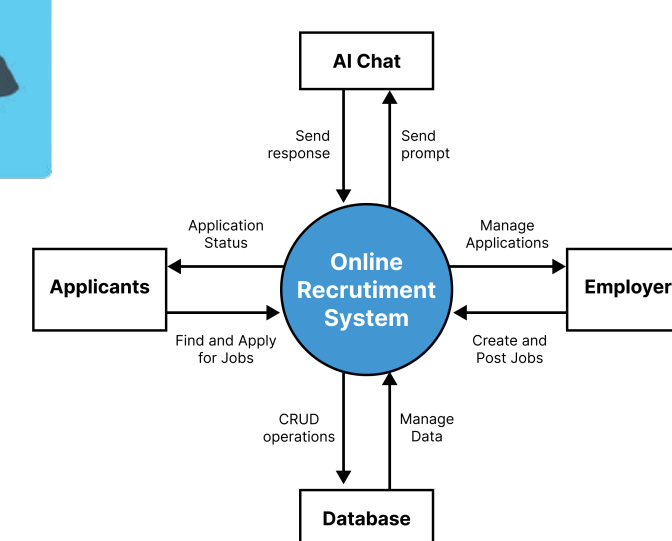 AI Chat
Send
response
Send
prompt
Application
Status
Manage
Applications
Applicants
Online
Recrutiment
System
Employer
Find and Apply
for Jobs
Create and
Post Jobs
CRUD
operations
Manage
Data
Database